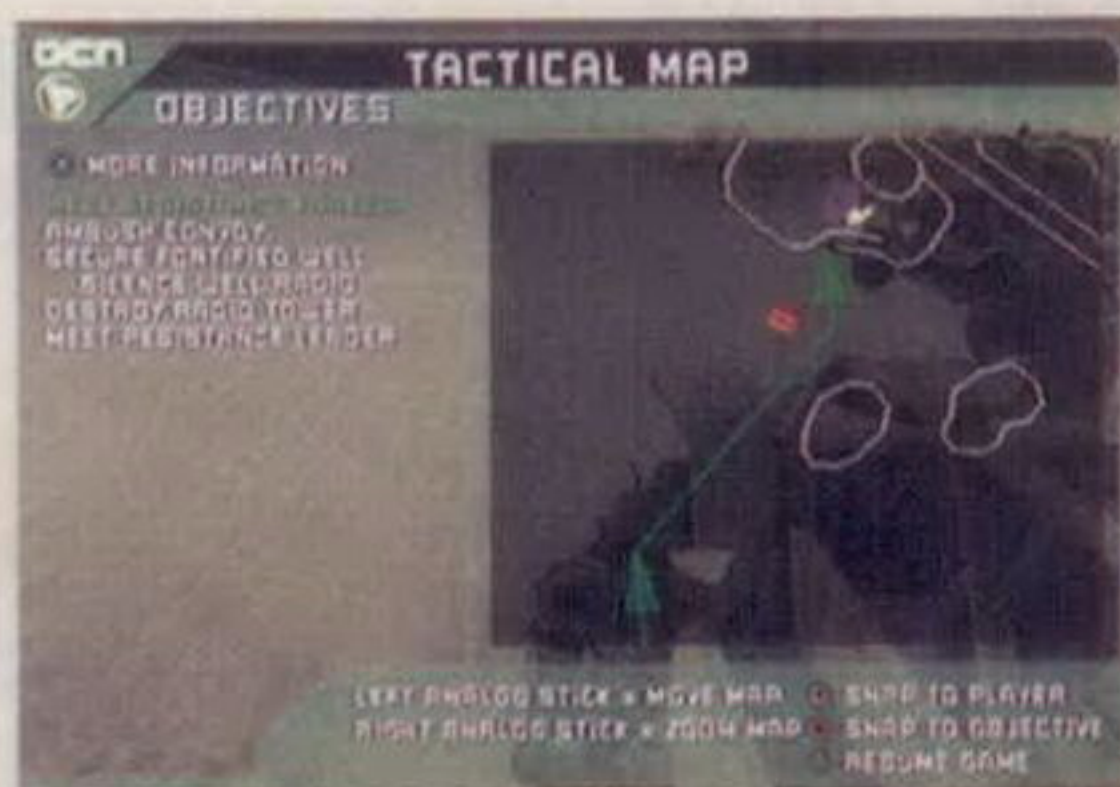 OCN
TACTICAL MAP
OBJECTIVES
MORE INFORMATION
AMBUSH CONVOY
SECURE FORTIFIED WELL
SILENCE WELL RADIO
DESTROY RADIO TOWER
MEET RESISTANCE LEADER
LEFT ANALOG STICK = MOVE MAP
SNAP TO PLAYER
RIGHT ANALOG STICK = ZOOM MAP
SNAP TO OBJECTIVE
RESUME GAME